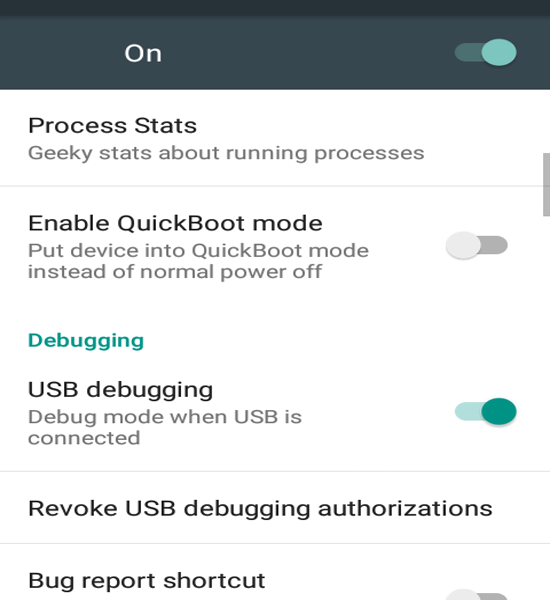 On
Process Stats
Geeky stats about running processes
Enable QuickBoot mode
Put device into QuickBoot mode
instead of normal power off
Debugging
USB debugging
Debug mode when USB is
connected
Revoke USB debugging authorizations
Bug report shortcut